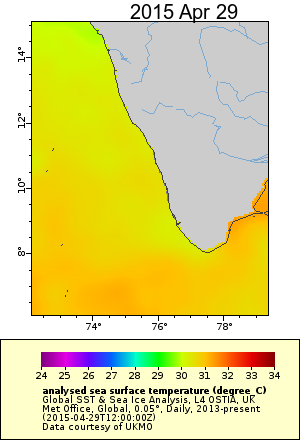 2015 Apr 29
14°
12°
10°
8°
74° 76° 78°
24 25 26 27 28 29 30 31 32 33 34
analysed sea surface temperature (degree_C)
Global SST & Sea Ice Analysis, L4 OSTIA, UK
Met Office, Global, 0.05°, Daily, 2013-present
(2015-04-29T12:00:00Z)
Data courtesy of UKMO